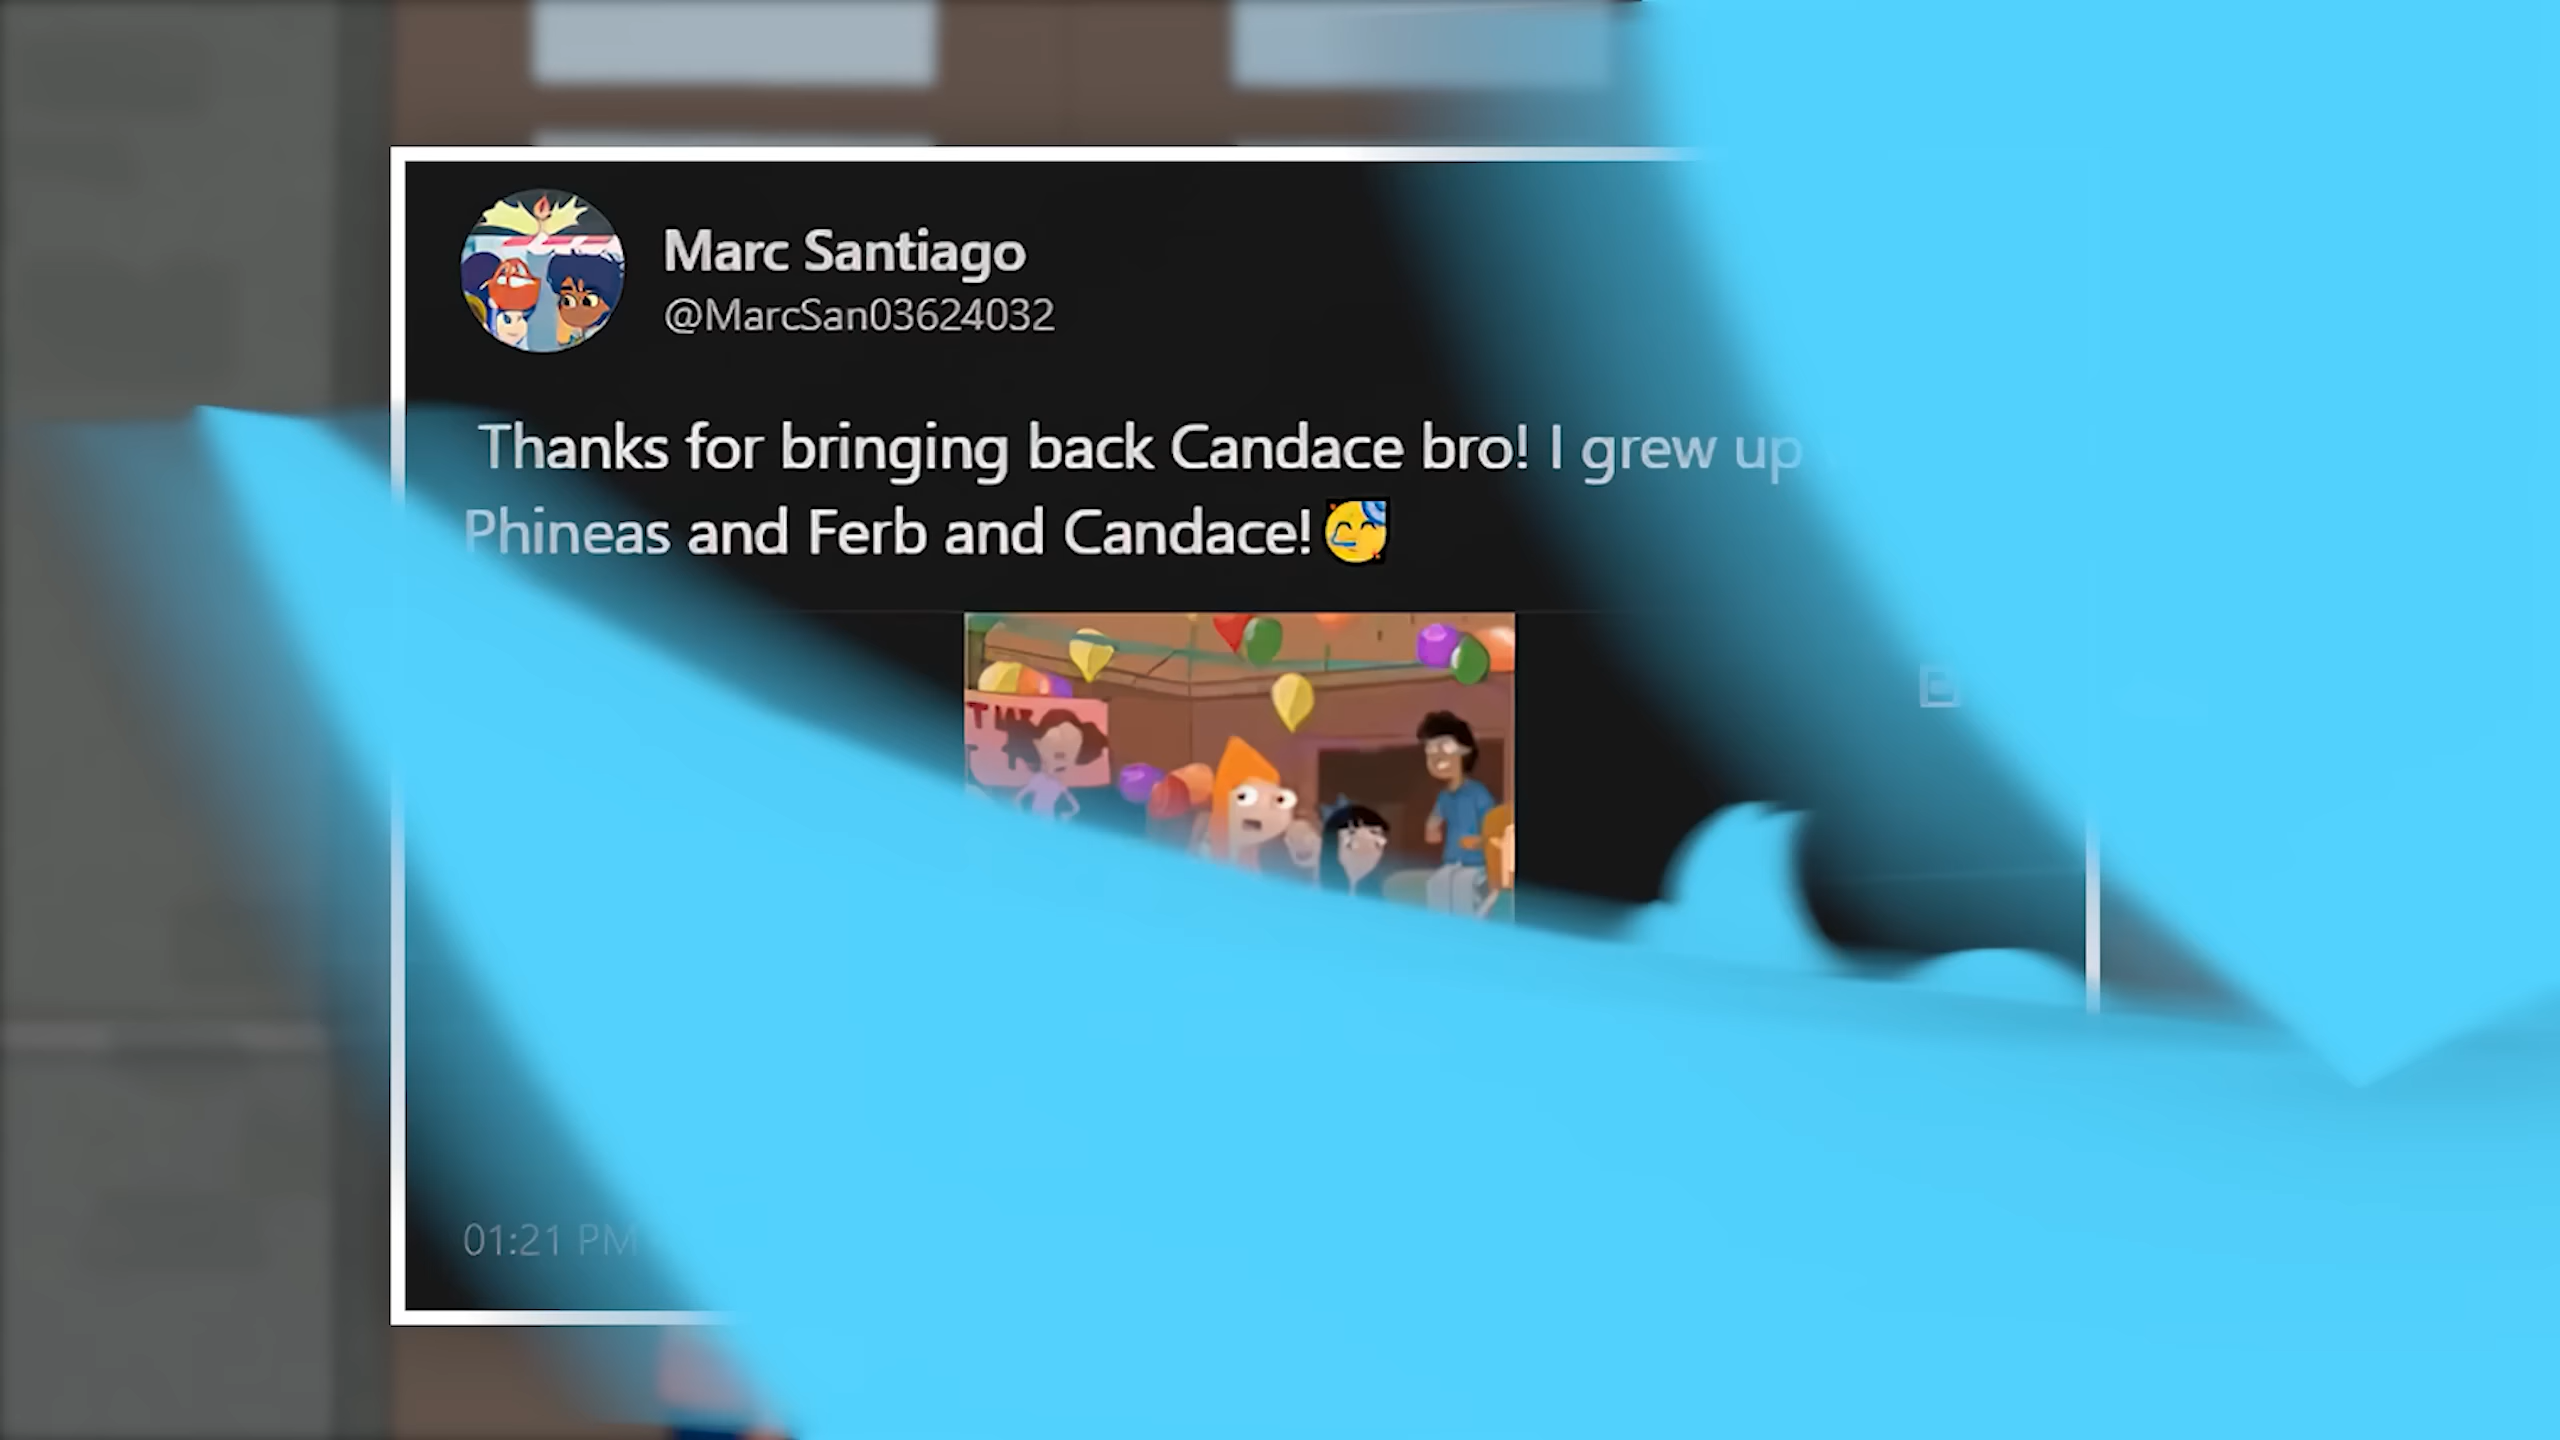 Marc Santiago
@MarcSan03624032
Thanks for bringing back Candace bro! I grew up
Phineas and Ferb and Candace!
01:21 PM